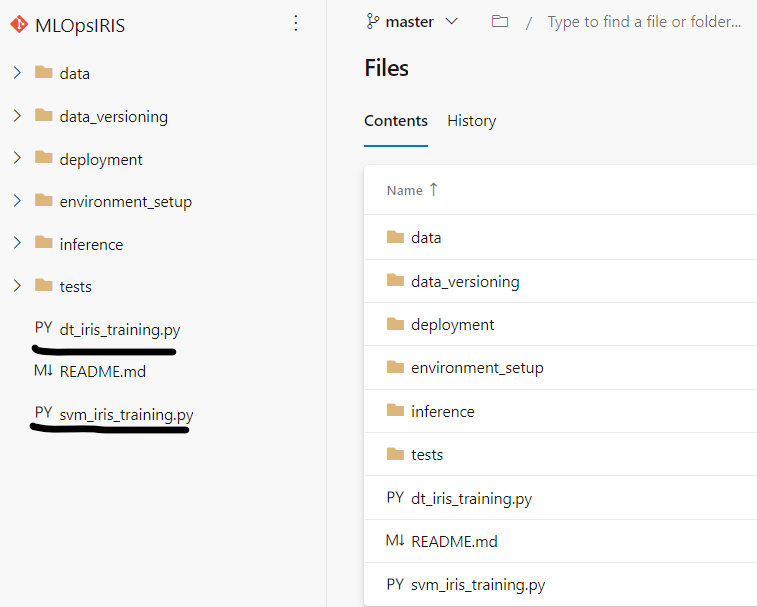 MLOpsIRIS
data
data_versioning
deployment
environment_setup
inference
tests
PY dt_iris_training.py
M↓ README.md
PY svm_iris_training.py
master / Type to find a file or folder...
Files
Contents History
Name ↑
data
data_versioning
deployment
environment_setup
inference
tests
PY dt_iris_training.py
M↓ README.md
PY svm_iris_training.py